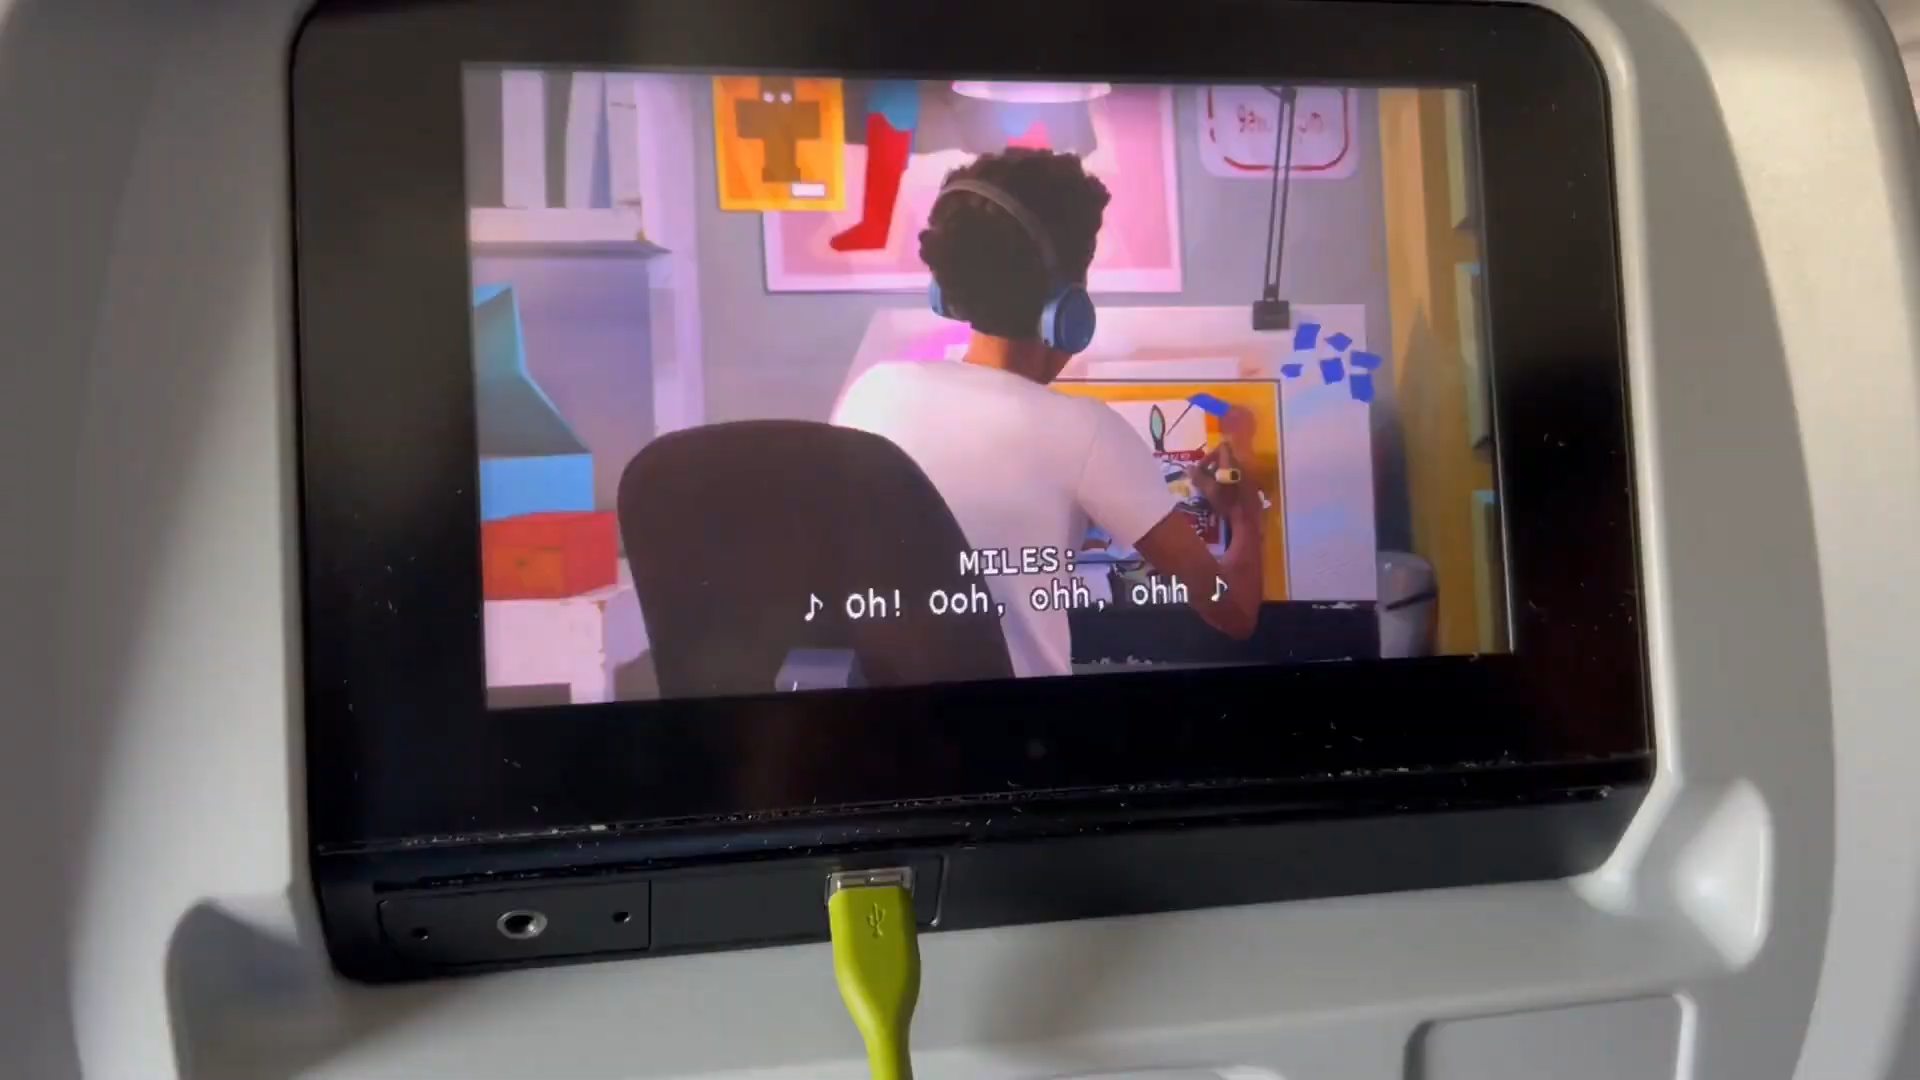 MILES:
♪ Oh! Ooh, ohh, ohh ♪